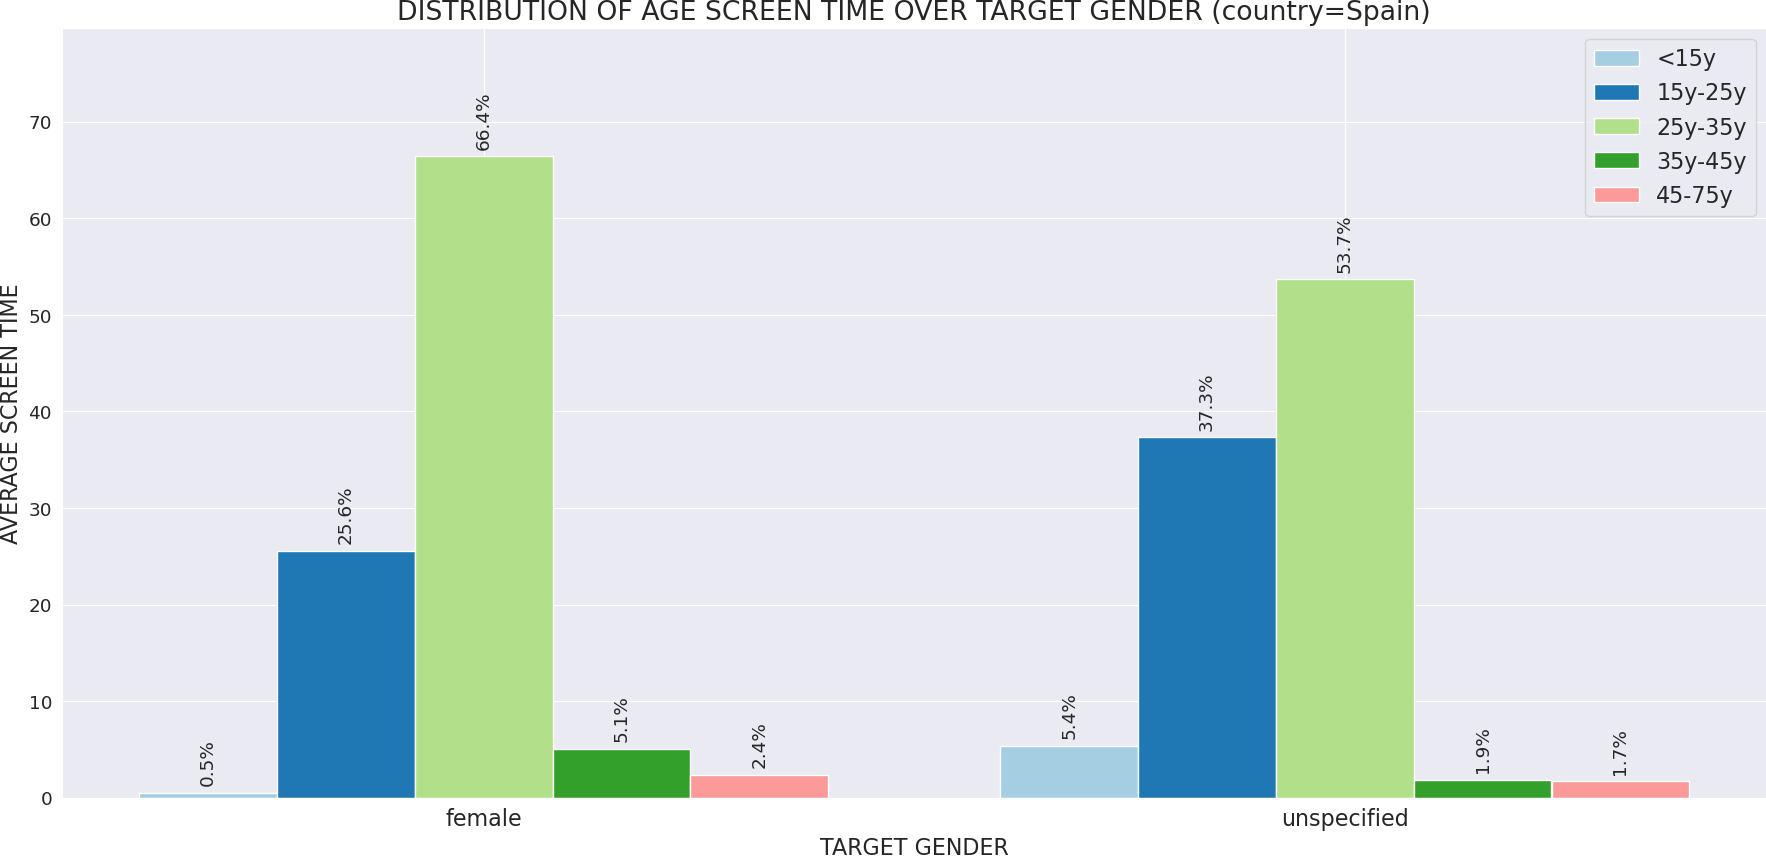 DISTRIBUTION OF AGE SCREEN TIME OVER TARGET GENDER (country=Spain)
<15y
15y-25y
25y-35y
35y-45y
45-75y
AVERAGE SCREEN TIME
70
60
50
40
30
20
10
0
0.5%
25.6%
66.4%
5.1%
2.4%
5.4%
37.3%
53.7%
1.9%
1.7%
female
unspecified
TARGET GENDER